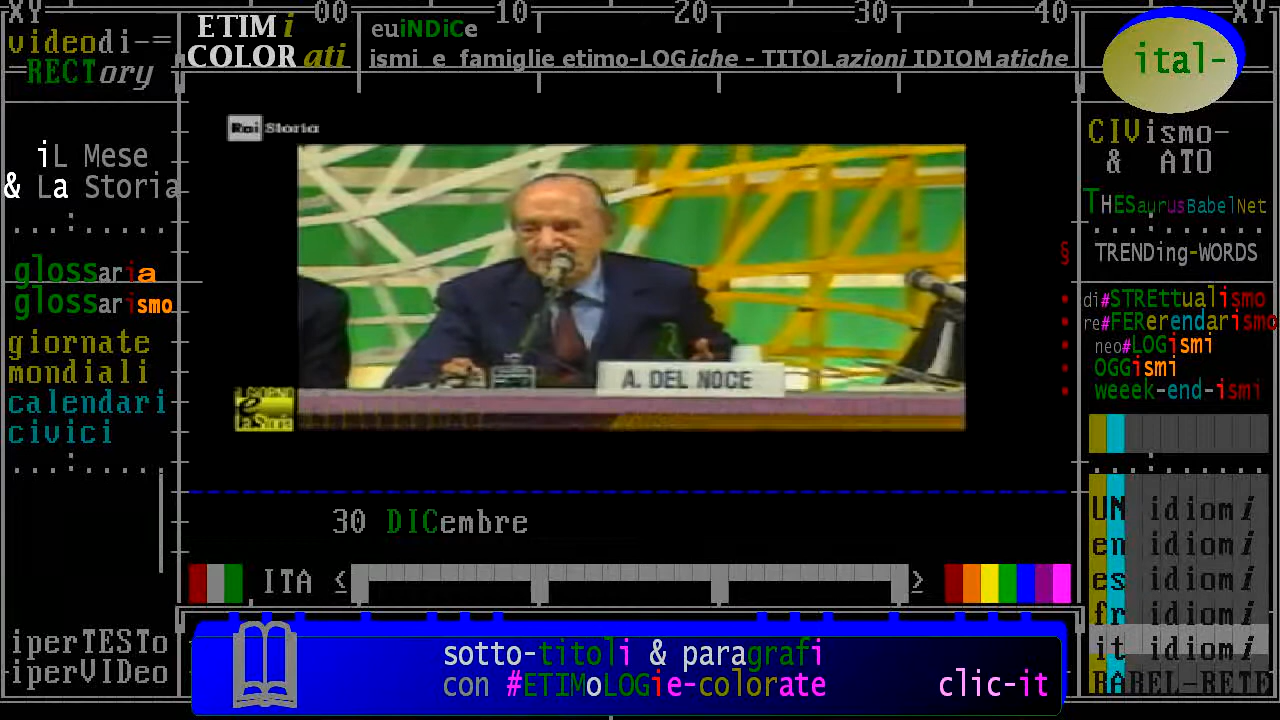 XY 00 10 20 30 40 XY
videodi-=
=RECTory
ETIMi
COLORati
euiNDiCe
ismi e famiglie etimo-LOGiche - TITOLazioni IDIOMatiche
ital-
iL Mese
& La Storia
glossaria
glossarismo
giornate
mondiali
calendari
civici
iperTESTo
-iperVIDeo
Rai Storia
A. DEL NOCE
30 DICembre
ITA < >
sotto-titoli & paragrafi
con #ETIMoLOGie-colorate
clic-it
CIVismo-
& ATO
THESaurusBabelNet
§
TRENDing-WORDS
di#STREttualismo
re#FERerendarismo
neo#LOGismi
OGGismi
weeek-end-ismi
UN idiomi
en idiomi
es idiomi
fr idiomi
it idiomi
BABEL-RETE